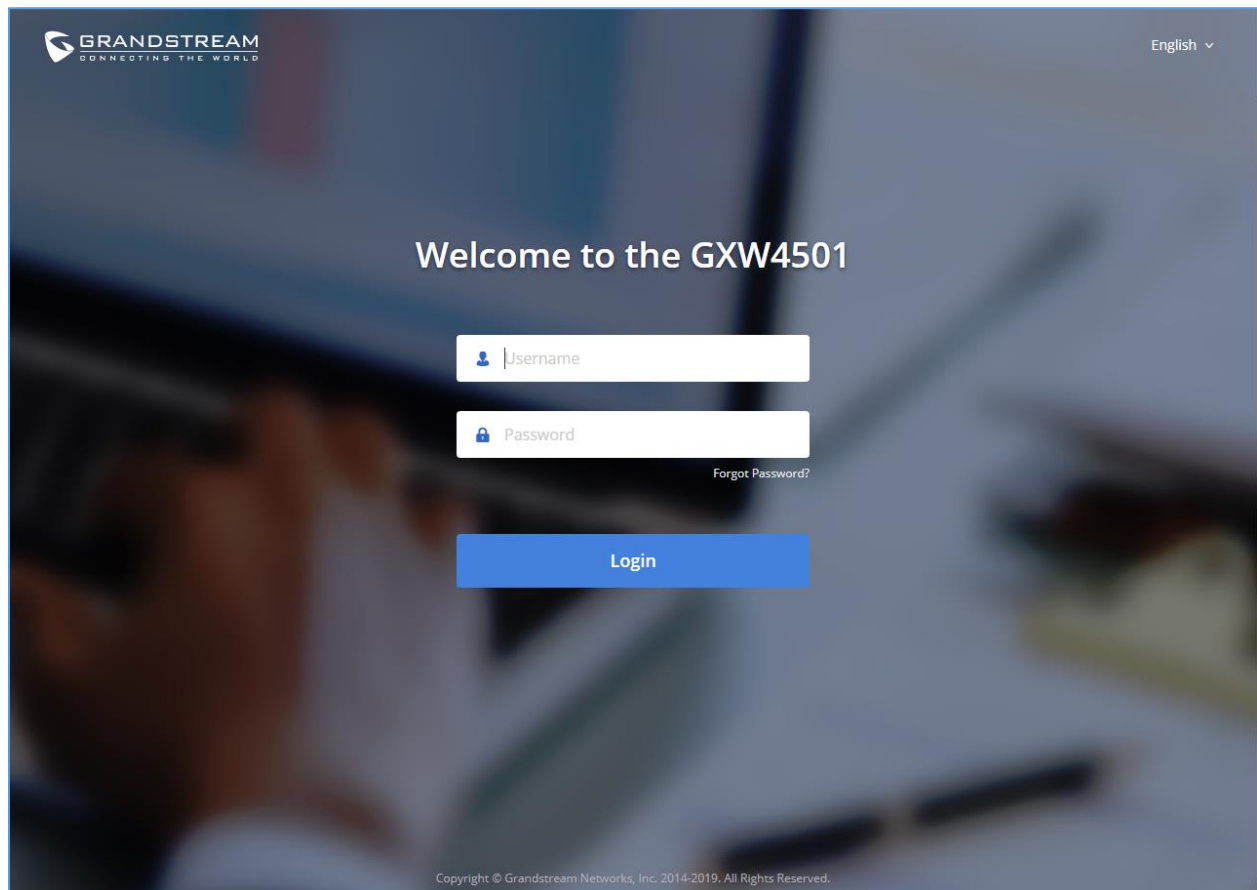 GRANDSTREAM
CONNECTING THE WORLD
English
Welcome to the GXW4501
Username
Password
Forgot Password?
Login
Copyright © Grandstream Networks, Inc. 2014-2019. All Rights Reserved.